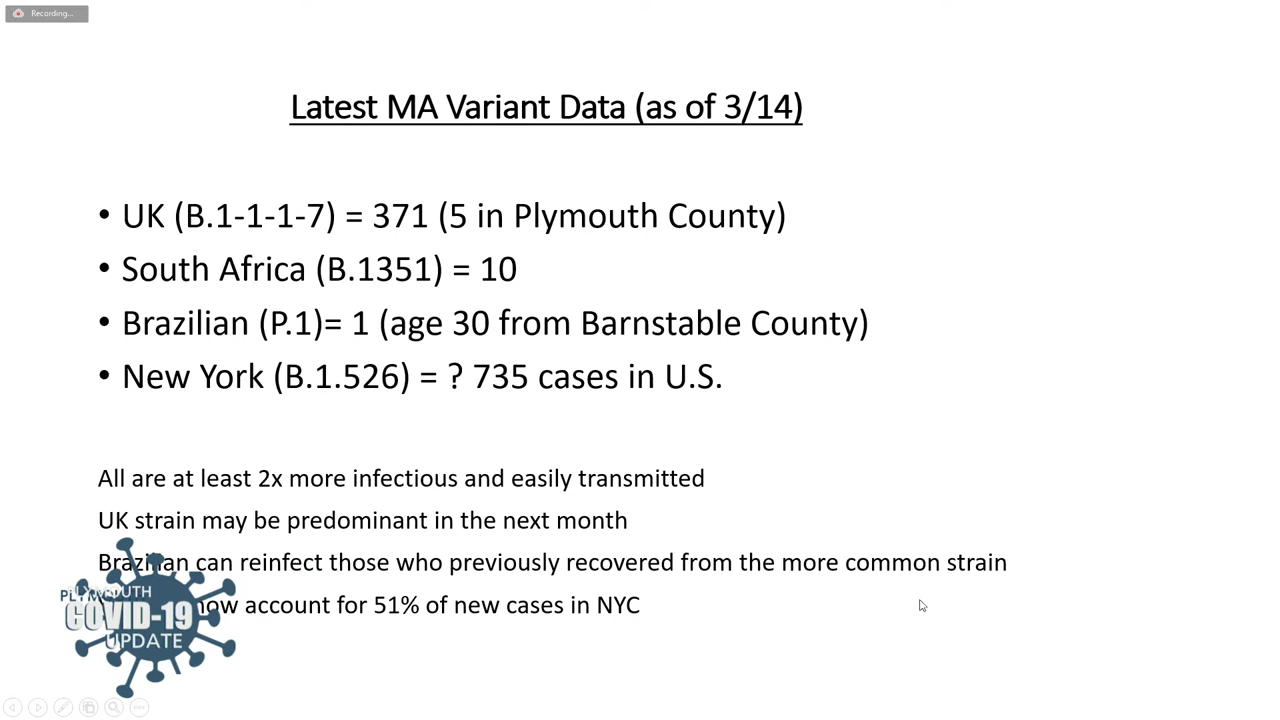 Recording...
Latest MA Variant Data (as of 3/14)
• UK (B.1-1-1-7) = 371 (5 in Plymouth County)
• South Africa (B.1351) = 10
• Brazilian (P.1)= 1 (age 30 from Barnstable County)
• New York (B.1.526) = ? 735 cases in U.S.
All are at least 2x more infectious and easily transmitted
UK strain may be predominant in the next month
Brazilian can reinfect those who previously recovered from the more common strain
now account for 51% of new cases in NYC
PLYMOUTH
COVID-19
UPDATE